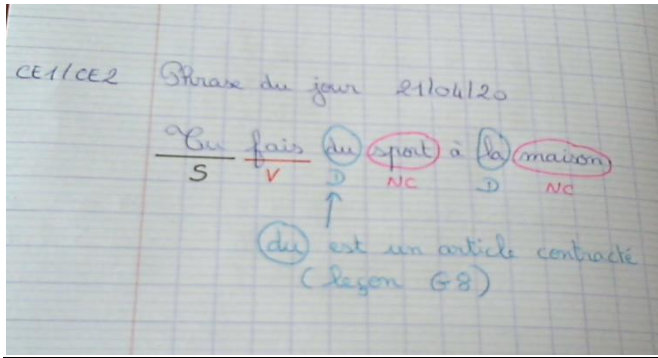 CE1/CE2 Phrase du jour 21/04/20
Tu fais du sport à la maison
S V D NC D NC
du est un article contracté
(leçon G8)